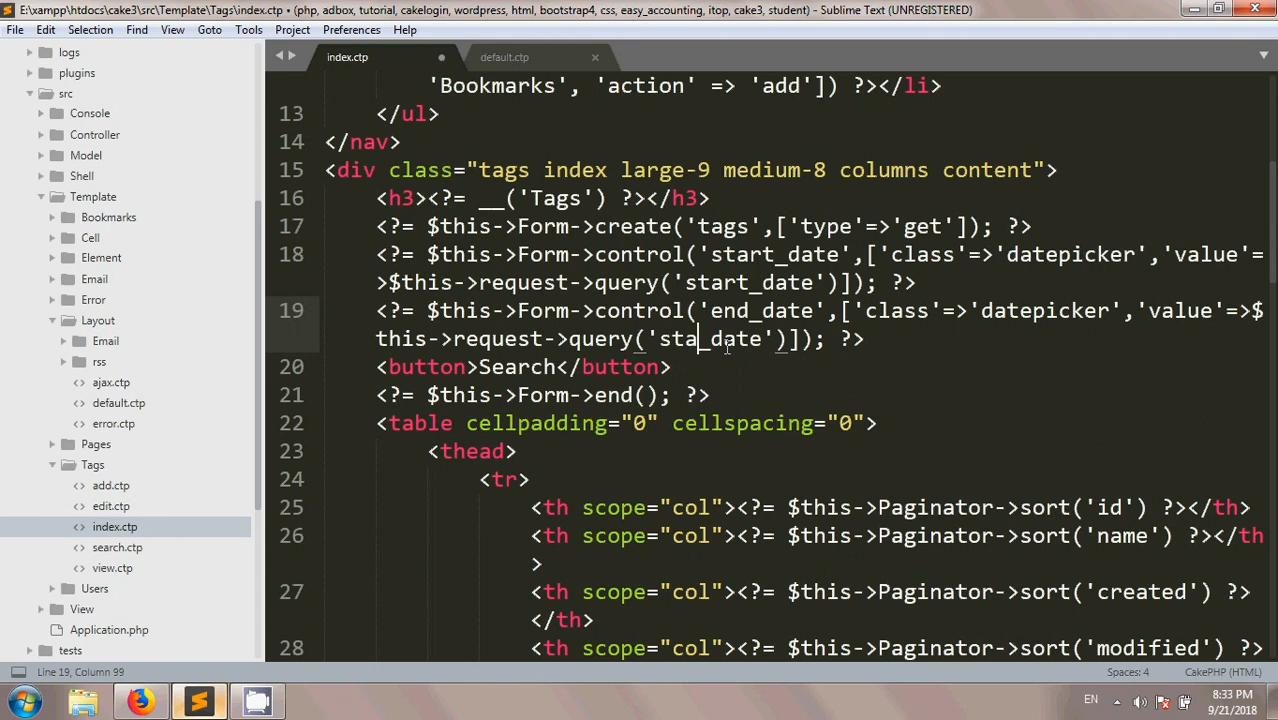 E:\xampp\htdocs\cake3\src\Template\Tags\index.ctp • (php, adbox, tutorial, cakelogin, wordpress, html, bootstrap4, css, easy_accounting, itop, cake3, student) - Sublime Text (UNREGISTERED)
File Edit Selection Find View Goto Tools Project Preferences Help
index.ctp default.ctp
logs
plugins
src
Console
Controller
Model
Shell
Template
Bookmarks
Cell
Element
Email
Error
Layout
Email
rss
ajax.ctp
default.ctp
error.ctp
Pages
Tags
add.ctp
edit.ctp
index.ctp
search.ctp
view.ctp
Users
View
Application.php
tests
'Bookmarks', 'action' => 'add']) ?></li>
13 </ul>
14 </nav>
15 <div class="tags index large-9 medium-8 columns content">
16 <h3><?= __('Tags') ?></h3>
17 <?= $this->Form->create('tags',['type'=>'get']); ?>
18 <?= $this->Form->control('start_date',['class'=>'datepicker','value'=
>$this->request->query('start_date')]); ?>
19 <?= $this->Form->control('end_date',['class'=>'datepicker','value'=>$
this->request->query('sta_date')]); ?>
20 <button>Search</button>
21 <?= $this->Form->end(); ?>
22 <table cellpadding="0" cellspacing="0">
23 <thead>
24 <tr>
25 <th scope="col"><?= $this->Paginator->sort('id') ?></th>
26 <th scope="col"><?= $this->Paginator->sort('name') ?></th
>
27 <th scope="col"><?= $this->Paginator->sort('created') ?>
</th>
28 <th scope="col"><?= $this->Paginator->sort('modified') ?>
Line 19, Column 99 Spaces: 4 CakePHP (HTML)
EN 8:33 PM
9/21/2018